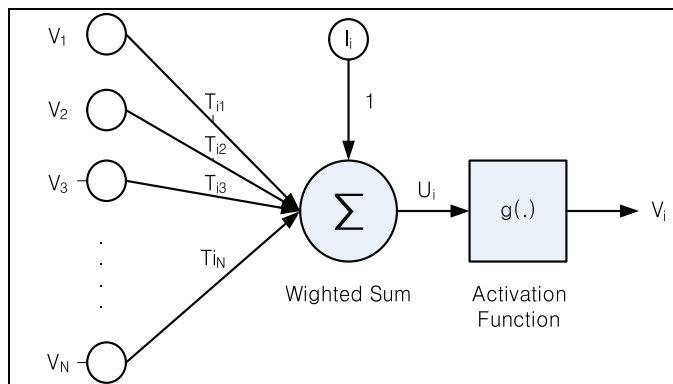 V1
V2
V3
VN
Ti1
Ti2
Ti3
TiN
Ii
1
Σ
Wighted Sum
Ui
g(.)
Activation
Function
Vi